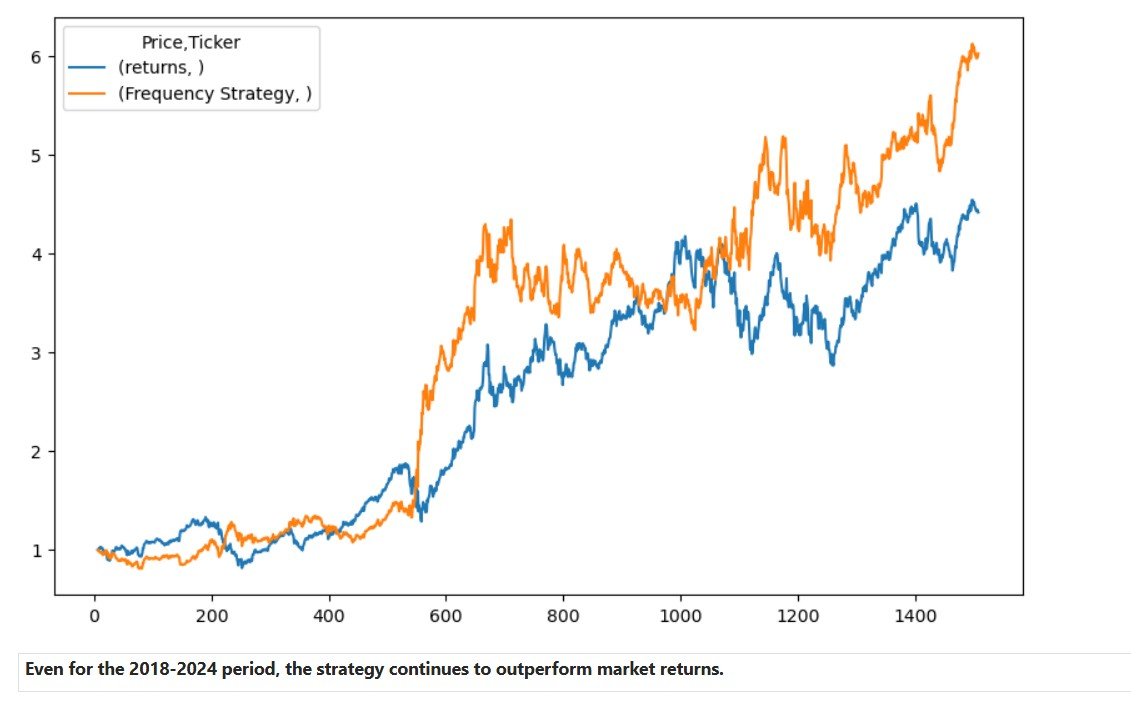 Price,Ticker
(returns, )
(Frequency Strategy, )
6
5
4
3
2
1
0 200 400 600 800 1000 1200 1400
Even for the 2018-2024 period, the strategy continues to outperform market returns.